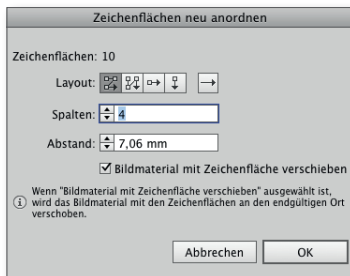 Zeichenflächen neu anordnen
Zeichenflächen: 10
Layout:
Spalten: 4
Abstand: 7,06 mm
Bildmaterial mit Zeichenfläche verschieben
Wenn "Bildmaterial mit Zeichenfläche verschieben" ausgewählt ist,
wird das Bildmaterial mit den Zeichenflächen an den endgültigen Ort
verschoben.
Abbrechen OK